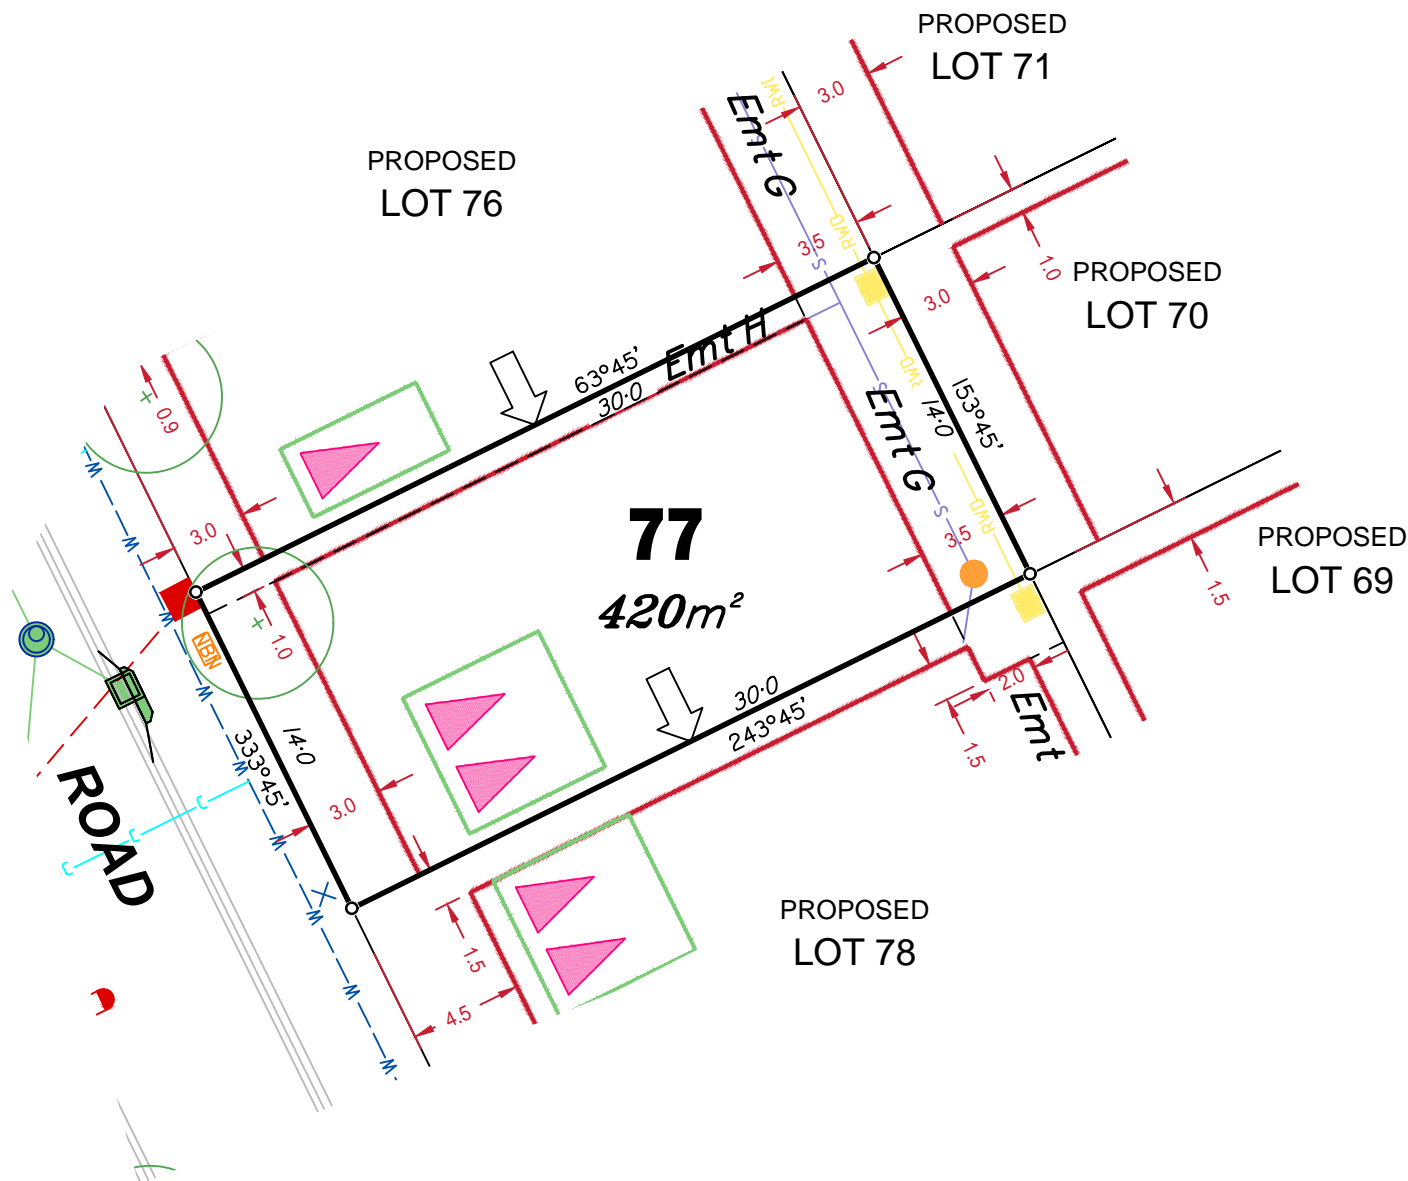 PROPOSED
LOT 71
PROPOSED
LOT 76
3.0
RWD
Emt G
3.5
RWD
S
1.0
PROPOSED
LOT 70
3.0
Emt H
63°45'
30·0
0.9
W
3.0
W
RWD
S
Emt G
14·0
153°45'
S
RWD
3.5
77
420m²
PROPOSED
LOT 69
1.5
W
NBN
1.0
W
2.0
Emt
1.5
30·0
243°45'
14·0
333°45'
W
3.0
W
ROAD
W
PROPOSED
LOT 78
1.5
4.5
W
W